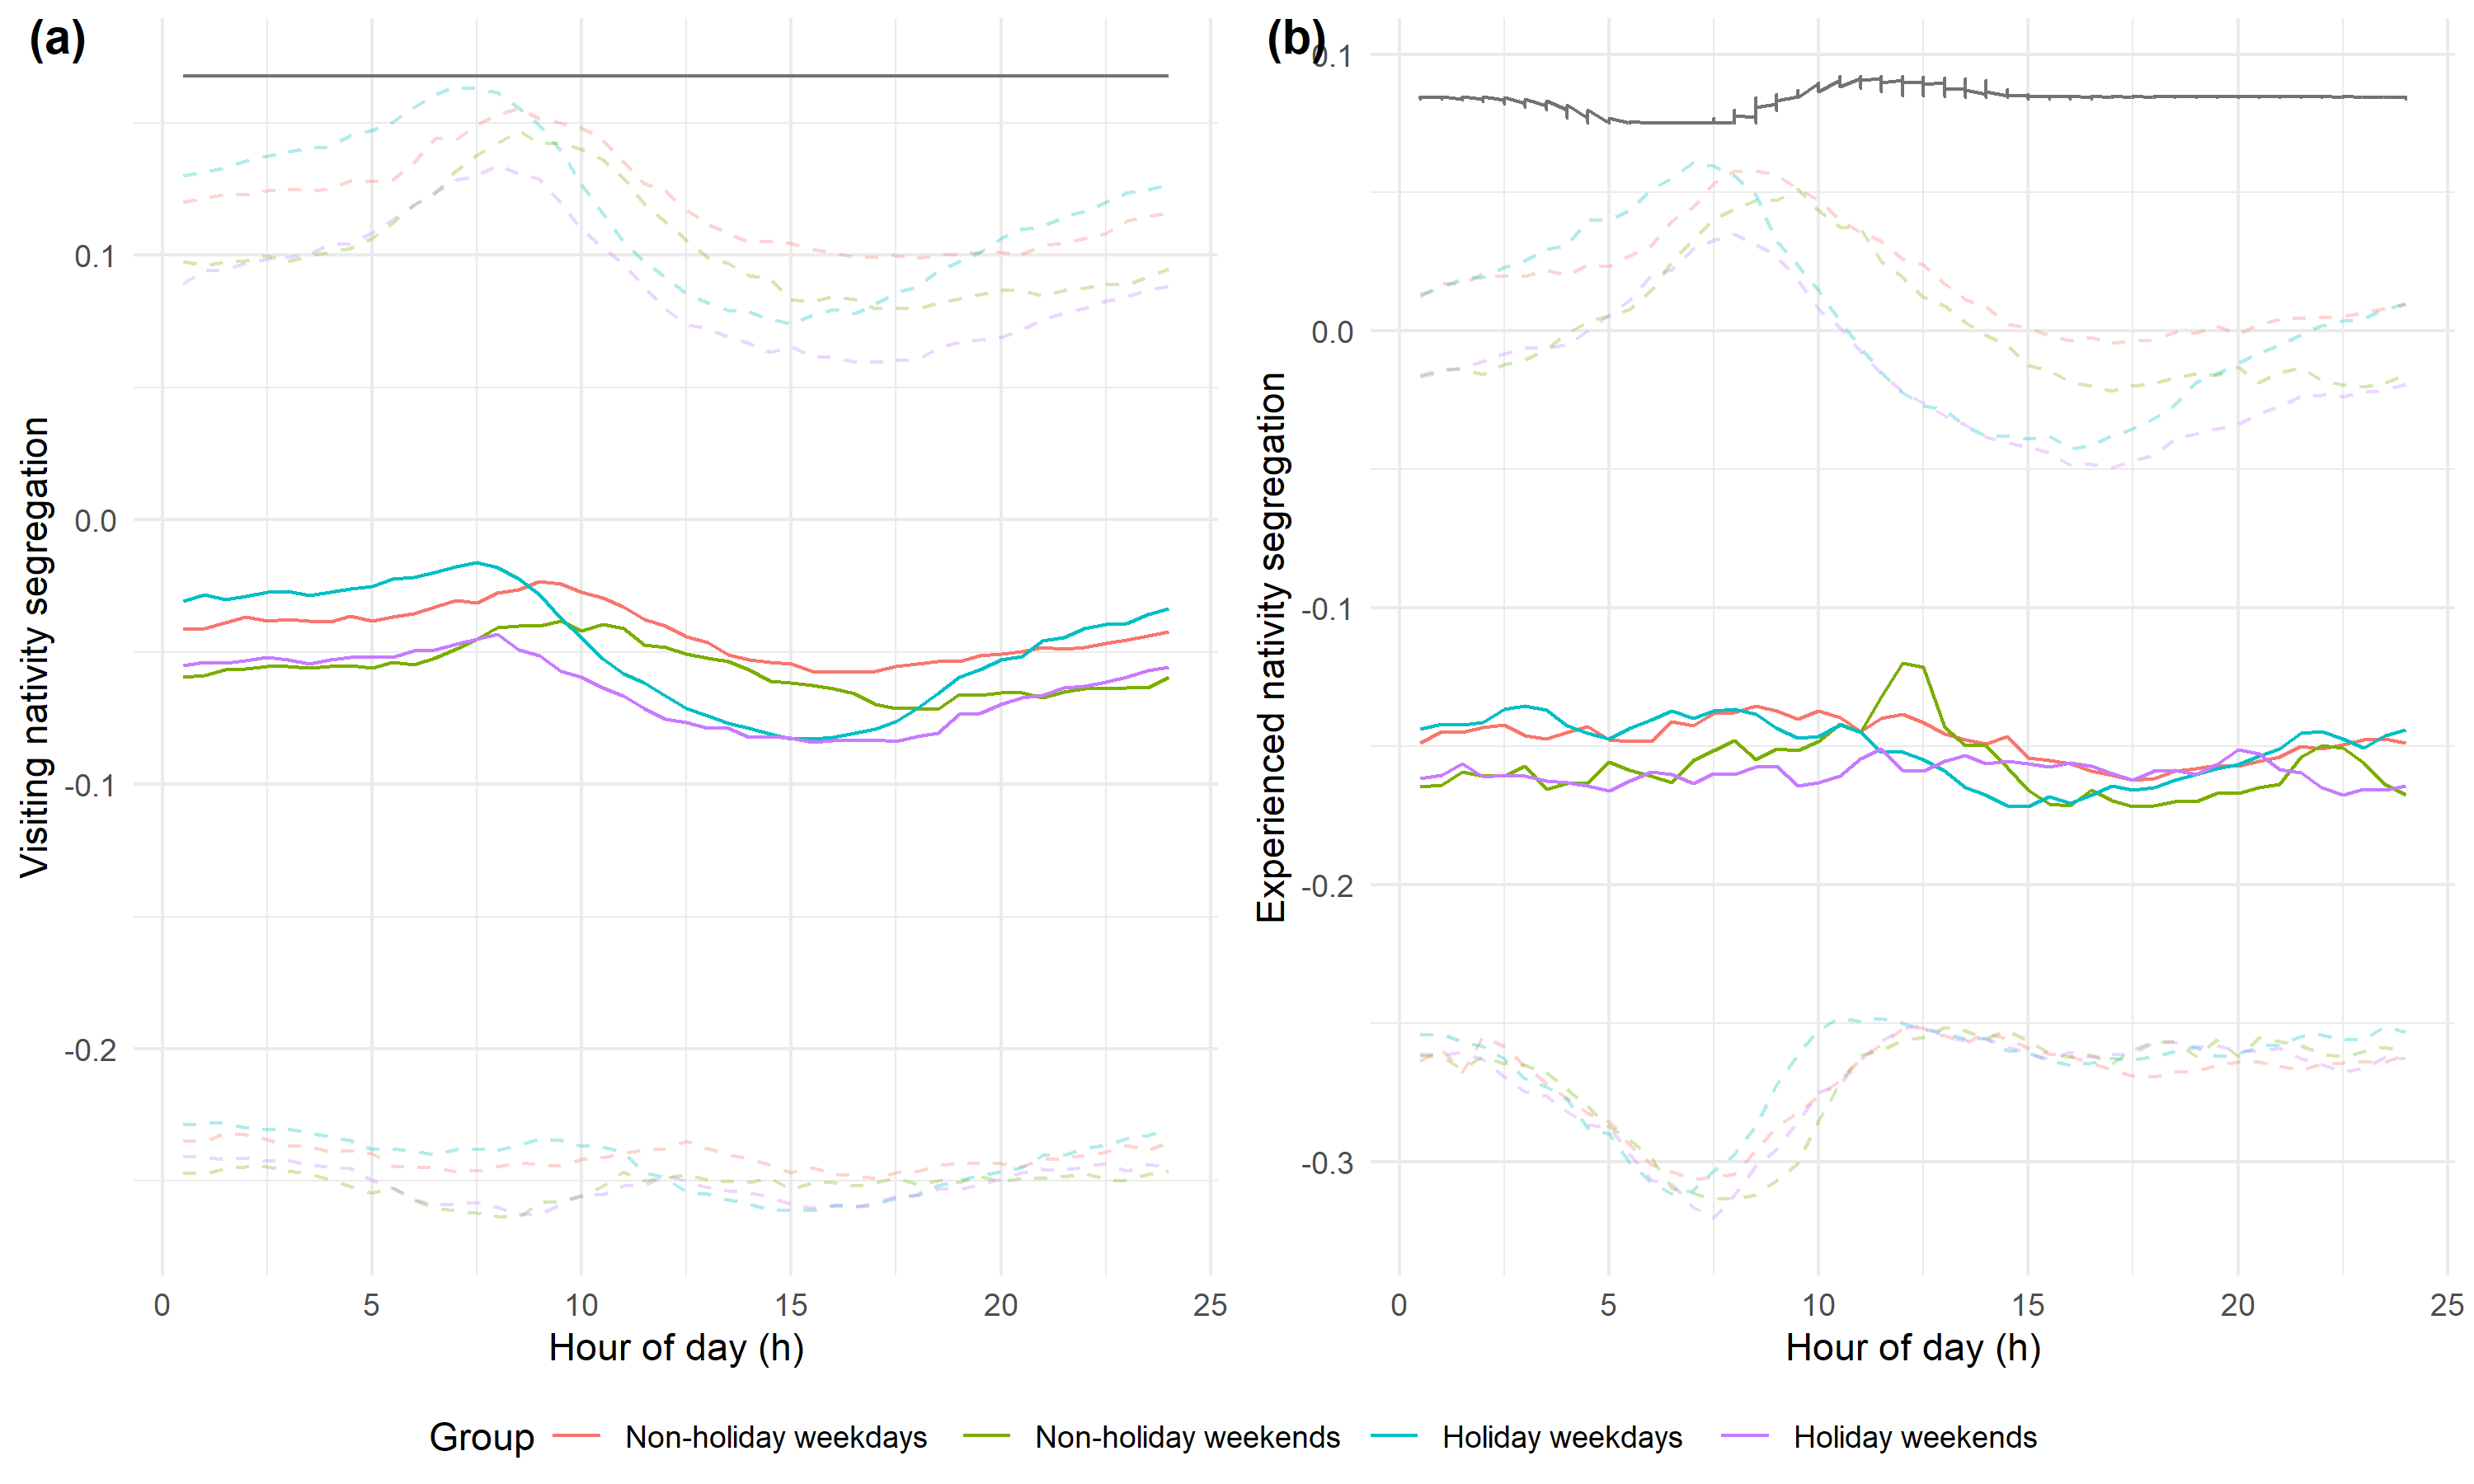 (a)
Visiting nativity segregation
0.1
0.0
-0.1
-0.2
0 5 10 15 20 25
Hour of day (h)
(b)
Experienced nativity segregation
0.1
0.0
-0.1
-0.2
-0.3
0 5 10 15 20 25
Hour of day (h)
Group Non-holiday weekdays Non-holiday weekends Holiday weekdays Holiday weekends